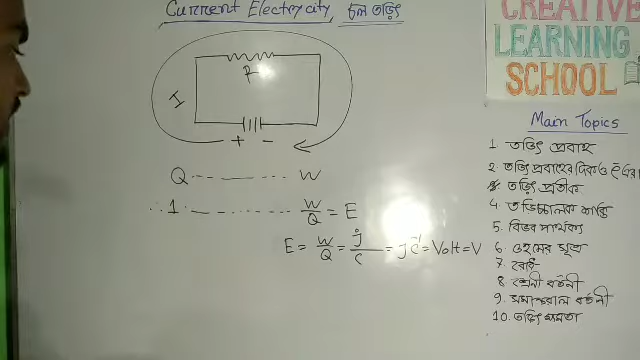 Current Electrycity, চল তড়িৎ
CREATIVE
LEARNING
SCHOOL
R
I
+ -
Q ---------- W
∴ 1 ---------- W/Q = E
E = W/Q = J/C = JC⁻¹ = Volt = V
Main Topics
1. তড়িৎ প্রবাহ
2. তড়িৎ প্রবাহের দিক ও
3. তড়িৎ প্রতীক
4. তড়িচ্চালক শক্তি
5. বিভব পার্থক্য
6. ওহমের সূত্র
7. রোধ
8. শ্রেণী বর্তনী
9. সমান্তরাল বর্তনী
10. তড়িৎ ক্ষমতা